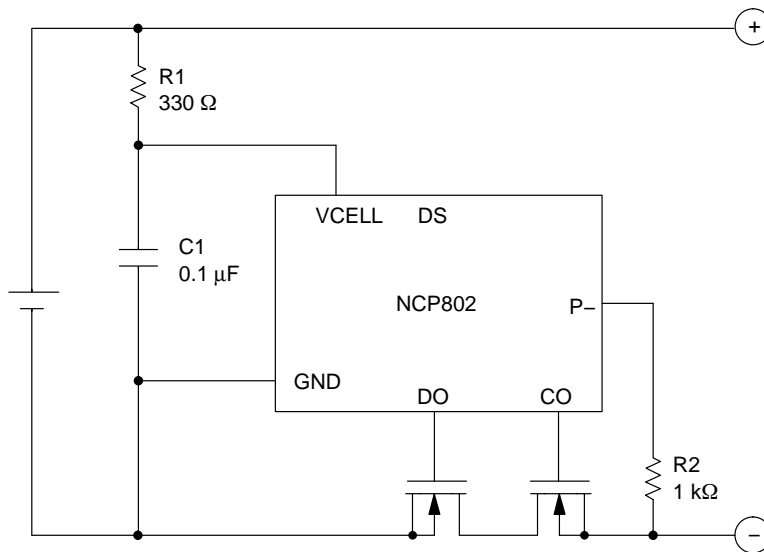 +
R1
330 Ω
VCELL DS
C1
0.1 μF
NCP802
P−
GND
DO CO
R2
1 kΩ
−